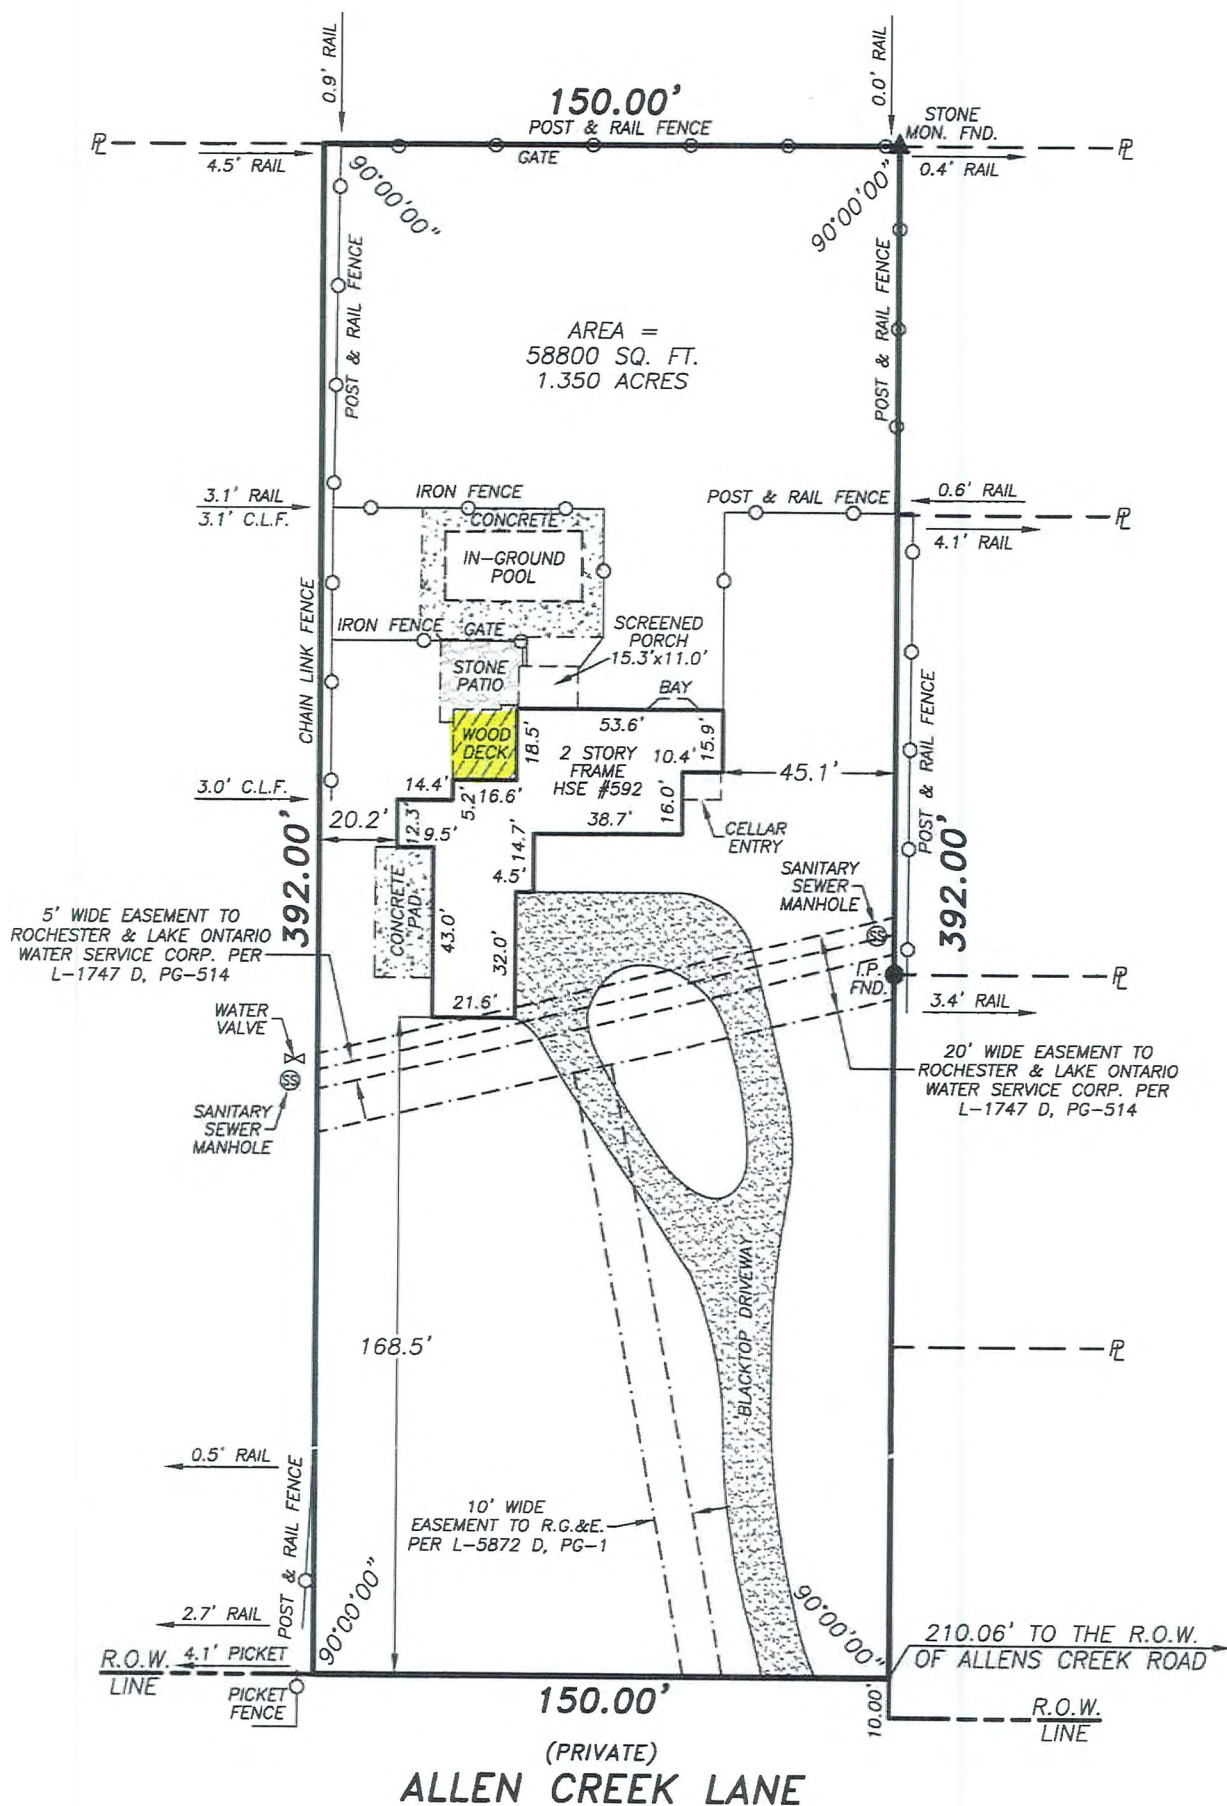 0.9' RAIL
0.0' RAIL
150.00'
POST & RAIL FENCE
GATE
STONE
MON. FND.
PL
PL
4.5' RAIL
0.4' RAIL
90°00'00"
90°00'00"
POST & RAIL FENCE
POST & RAIL FENCE
AREA =
58800 SQ. FT.
1.350 ACRES
3.1' RAIL
3.1' C.L.F.
IRON FENCE
CONCRETE
IN-GROUND
POOL
POST & RAIL FENCE
0.6' RAIL
PL
4.1' RAIL
CHAIN LINK FENCE
IRON FENCE
GATE
SCREENED
PORCH
15.3'x11.0'
STONE
PATIO
BAY
WOOD
DECK
18.5'
53.6'
15.9'
10.4'
2 STORY
FRAME
HSE #592
45.1'
POST & RAIL FENCE
3.0' C.L.F.
14.4'
5.2'
16.6'
16.0'
38.7'
20.2'
12.3'
9.5'
14.7'
4.5'
CELLAR
ENTRY
SANITARY
SEWER
MANHOLE
SS
392.00'
392.00'
5' WIDE EASEMENT TO
ROCHESTER & LAKE ONTARIO
WATER SERVICE CORP. PER
L-1747 D, PG-514
CONCRETE
PAD
43.0'
32.0'
21.6'
I.P.
FND.
PL
3.4' RAIL
WATER
VALVE
SS
SANITARY
SEWER
MANHOLE
20' WIDE EASEMENT TO
ROCHESTER & LAKE ONTARIO
WATER SERVICE CORP. PER
L-1747 D, PG-514
BLACKTOP DRIVEWAY
168.5'
PL
0.5' RAIL
POST & RAIL FENCE
10' WIDE
EASEMENT TO R.G.&E.
PER L-5872 D, PG-1
90°00'00"
90°00'00"
2.7' RAIL
R.O.W.
LINE
4.1' PICKET
PICKET
FENCE
210.06' TO THE R.O.W.
OF ALLENS CREEK ROAD
150.00'
10.00'
R.O.W.
LINE
(PRIVATE)
ALLEN CREEK LANE